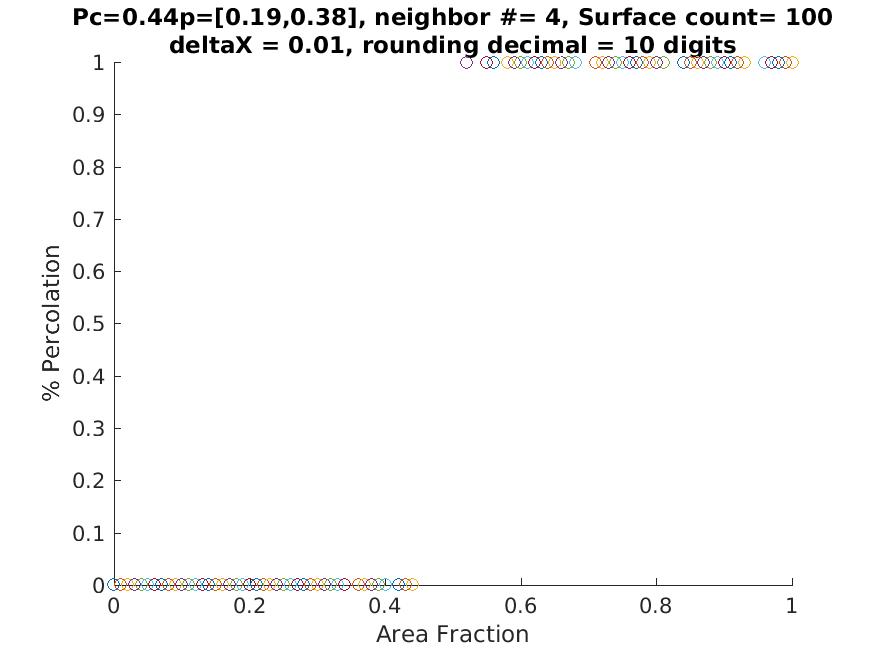 Pc=0.44p=[0.19,0.38], neighbor #= 4, Surface count= 100
deltaX = 0.01, rounding decimal = 10 digits
1
0.9
0.8
0.7
0.6
0.5
0.4
0.3
0.2
0.1
0
% Percolation
0 0.2 0.4 0.6 0.8 1
Area Fraction